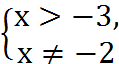 x > −3,
x ≠ −2